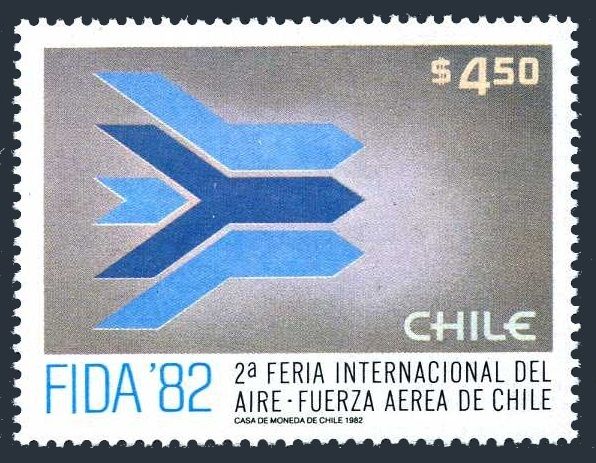 $4.50
CHILE
FIDA '82
2ª FERIA INTERNACIONAL DEL
AIRE - FUERZA AEREA DE CHILE
CASA DE MONEDA DE CHILE 1982